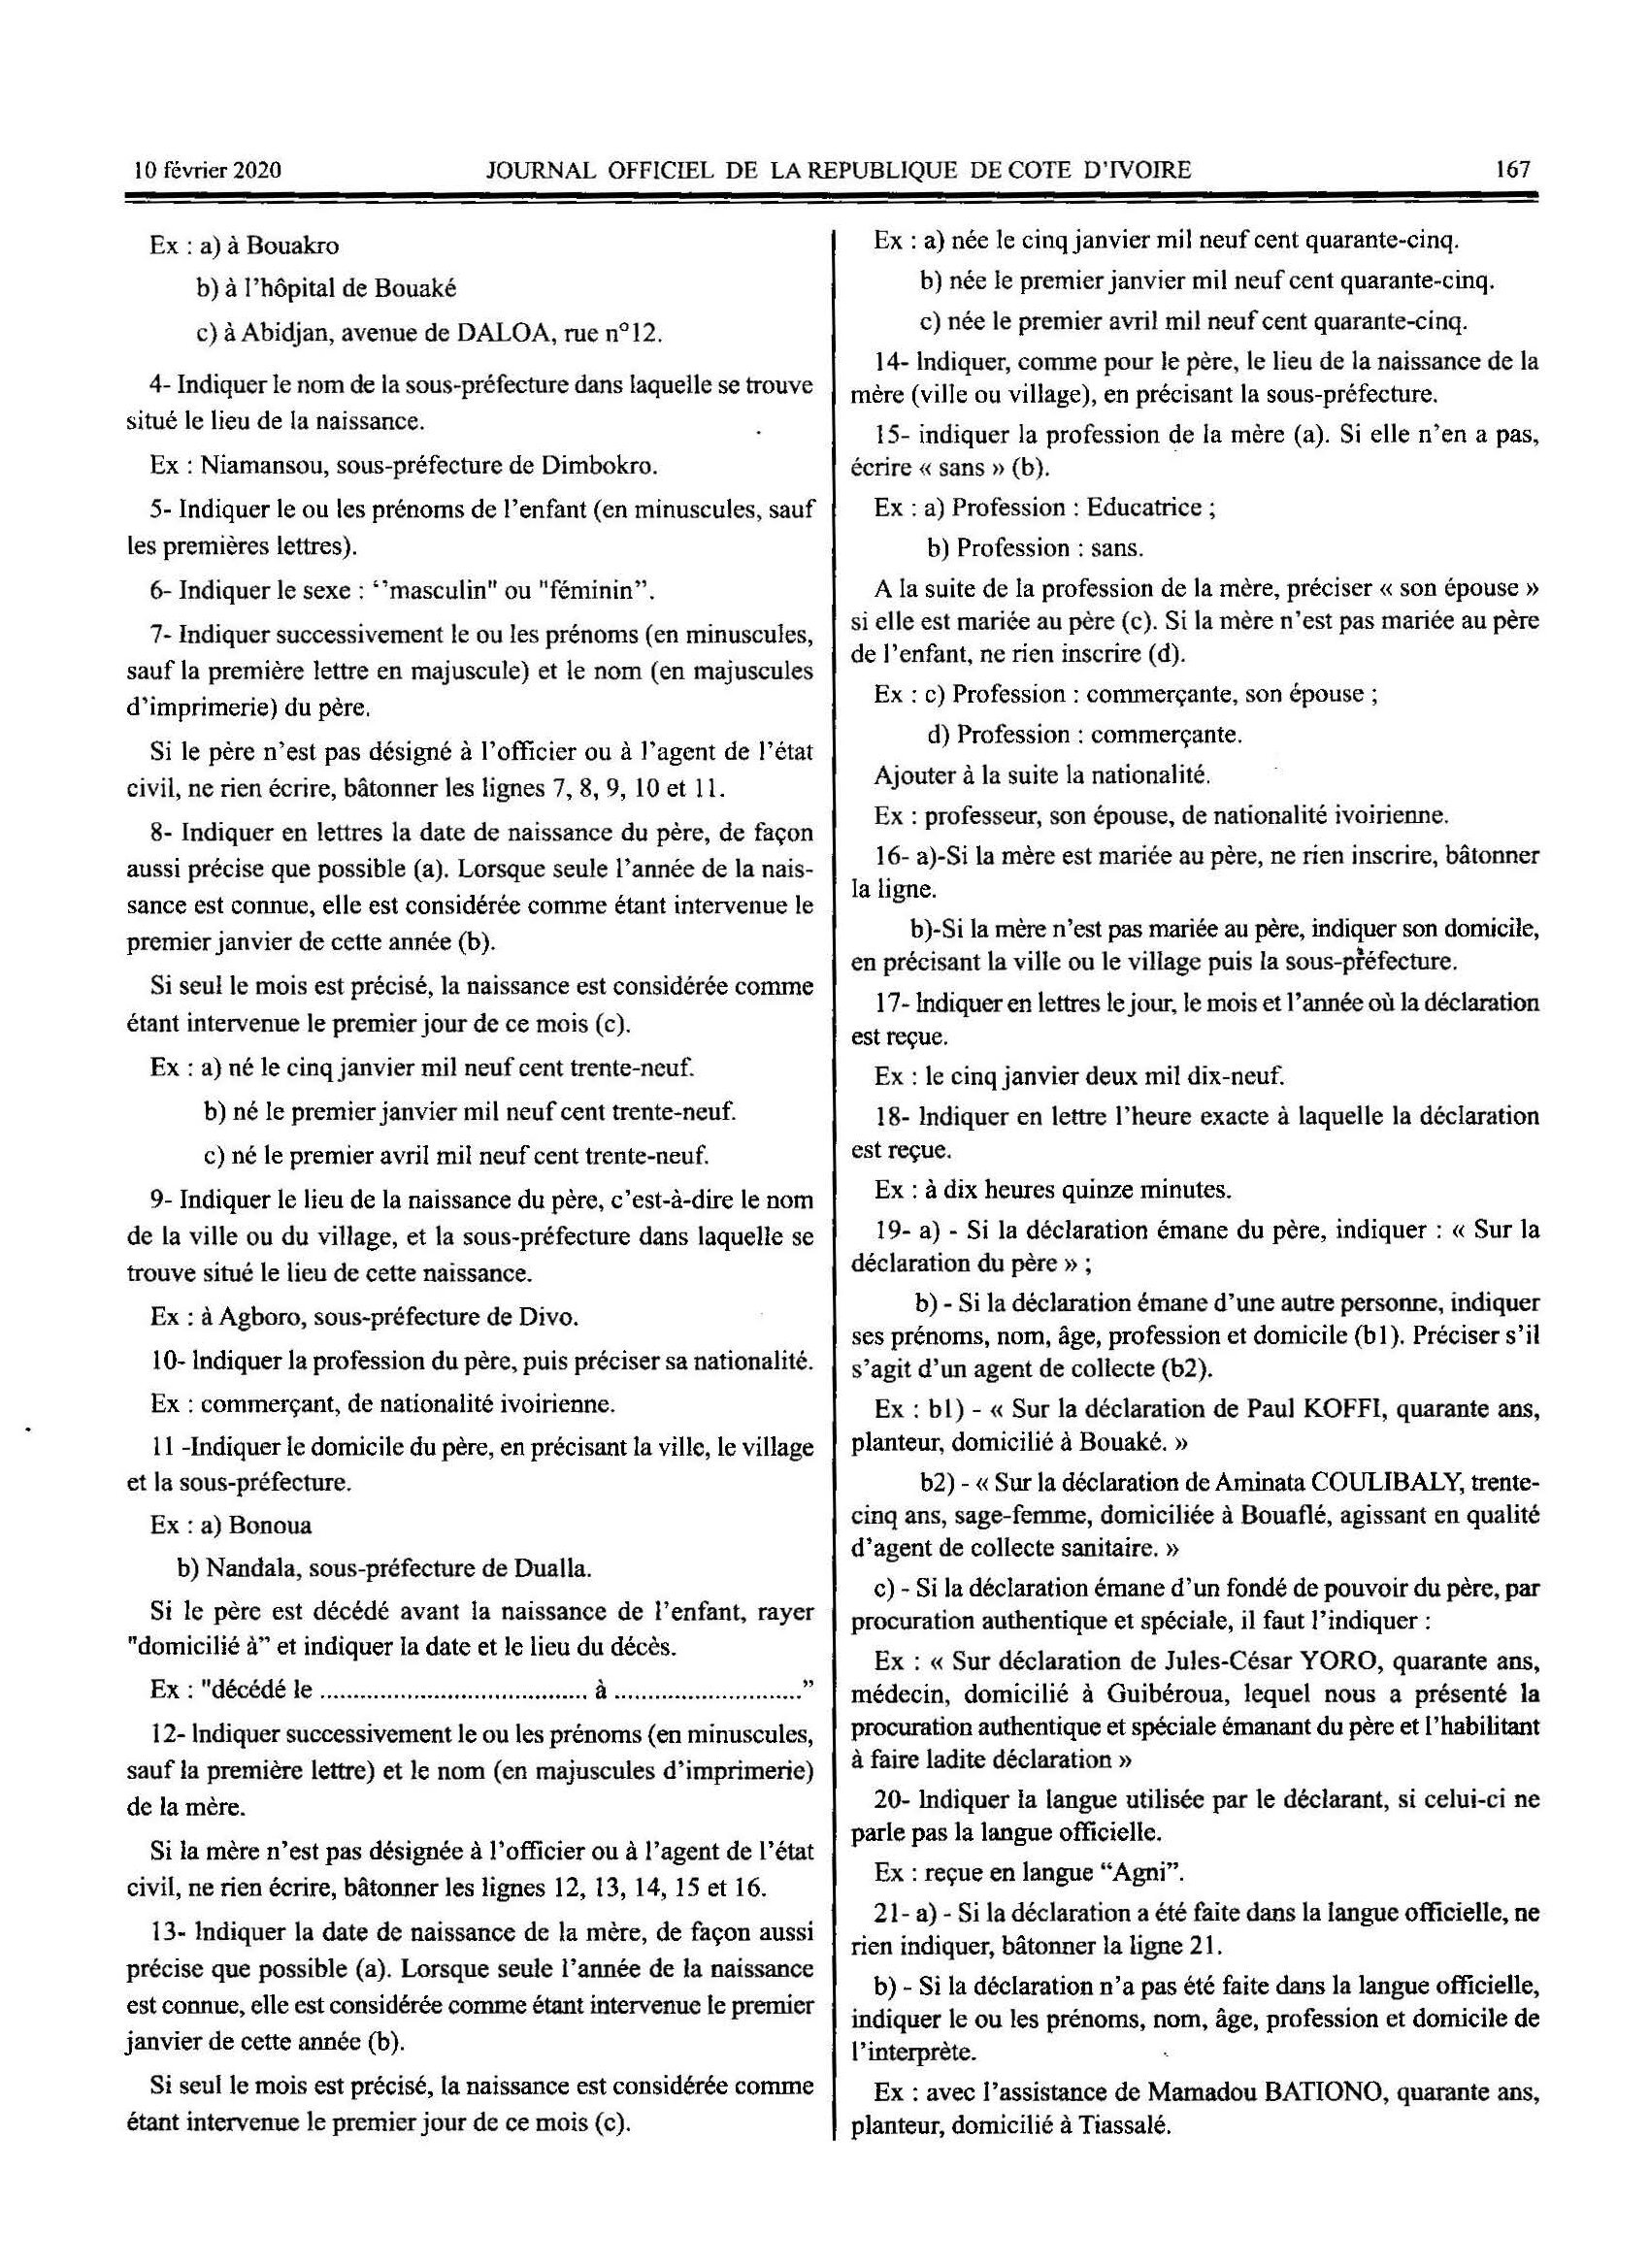 10 février 2020
JOURNAL OFFICIEL DE LA REPUBLIQUE DE COTE D'IVOIRE
167
Ex : a) à Bouakro
b) à l'hôpital de Bouaké
c) à Abidjan, avenue de DALOA, rue n°12.
4- Indiquer le nom de la sous-préfecture dans laquelle se trouve
situé le lieu de la naissance.
Ex : Niamansou, sous-préfecture de Dimbokro.
5- Indiquer le ou les prénoms de l'enfant (en minuscules, sauf
les premières lettres).
6- Indiquer le sexe : ‘’masculin" ou "féminin”.
7- Indiquer successivement le ou les prénoms (en minuscules,
sauf la première lettre en majuscule) et le nom (en majuscules
d'imprimerie) du père.
Si le père n'est pas désigné à l'officier ou à l'agent de l'état
civil, ne rien écrire, bâtonner les lignes 7, 8, 9, 10 et 11.
8- Indiquer en lettres la date de naissance du père, de façon
aussi précise que possible (a). Lorsque seule l'année de la nais-
sance est connue, elle est considérée comme étant intervenue le
premier janvier de cette année (b).
Si seul le mois est précisé, la naissance est considérée comme
étant intervenue le premier jour de ce mois (c).
Ex : a) né le cinq janvier mil neuf cent trente-neuf.
b) né le premier janvier mil neuf cent trente-neuf.
c) né le premier avril mil neuf cent trente-neuf.
9- Indiquer le lieu de la naissance du père, c'est-à-dire le nom
de la ville ou du village, et la sous-préfecture dans laquelle se
trouve situé le lieu de cette naissance.
Ex : à Agboro, sous-préfecture de Divo.
10- Indiquer la profession du père, puis préciser sa nationalité.
Ex : commerçant, de nationalité ivoirienne.
11 -Indiquer le domicile du père, en précisant la ville, le village
et la sous-préfecture.
Ex : a) Bonoua
b) Nandala, sous-préfecture de Dualla.
Si le père est décédé avant la naissance de l'enfant, rayer
"domicilié à” et indiquer la date et le lieu du décès.
Ex : "décédé le ..................................... à ...........................”
12- Indiquer successivement le ou les prénoms (en minuscules,
sauf la première lettre) et le nom (en majuscules d'imprimerie)
de la mère.
Si la mère n'est pas désignée à l'officier ou à l'agent de l'état
civil, ne rien écrire, bâtonner les lignes 12, 13, 14, 15 et 16.
13- Indiquer la date de naissance de la mère, de façon aussi
précise que possible (a). Lorsque seule l'année de la naissance
est connue, elle est considérée comme étant intervenue le premier
janvier de cette année (b).
Si seul le mois est précisé, la naissance est considérée comme
étant intervenue le premier jour de ce mois (c).
Ex : a) née le cinq janvier mil neuf cent quarante-cinq.
b) née le premier janvier mil neuf cent quarante-cinq.
c) née le premier avril mil neuf cent quarante-cinq.
14- Indiquer, comme pour le père, le lieu de la naissance de la
mère (ville ou village), en précisant la sous-préfecture.
15- indiquer la profession de la mère (a). Si elle n'en a pas,
écrire « sans » (b).
Ex : a) Profession : Educatrice ;
b) Profession : sans.
A la suite de la profession de la mère, préciser « son épouse »
si elle est mariée au père (c). Si la mère n'est pas mariée au père
de l'enfant, ne rien inscrire (d).
Ex : c) Profession : commerçante, son épouse ;
d) Profession : commerçante.
Ajouter à la suite la nationalité.
Ex : professeur, son épouse, de nationalité ivoirienne.
16- a)-Si la mère est mariée au père, ne rien inscrire, bâtonner
la ligne.
b)-Si la mère n'est pas mariée au père, indiquer son domicile,
en précisant la ville ou le village puis la sous-préfecture.
17- Indiquer en lettres le jour, le mois et l'année où la déclaration
est reçue.
Ex : le cinq janvier deux mil dix-neuf.
18- Indiquer en lettre l'heure exacte à laquelle la déclaration
est reçue.
Ex : à dix heures quinze minutes.
19- a) - Si la déclaration émane du père, indiquer : « Sur la
déclaration du père » ;
b) - Si la déclaration émane d'une autre personne, indiquer
ses prénoms, nom, âge, profession et domicile (b1). Préciser s'il
s'agit d'un agent de collecte (b2).
Ex : b1) - « Sur la déclaration de Paul KOFFI, quarante ans,
planteur, domicilié à Bouaké. »
b2) - « Sur la déclaration de Aminata COULIBALY, trente-
cinq ans, sage-femme, domiciliée à Bouaflé, agissant en qualité
d'agent de collecte sanitaire. »
c) - Si la déclaration émane d'un fondé de pouvoir du père, par
procuration authentique et spéciale, il faut l'indiquer :
Ex : « Sur déclaration de Jules-César YORO, quarante ans,
médecin, domicilié à Guibéroua, lequel nous a présenté la
procuration authentique et spéciale émanant du père et l'habilitant
à faire ladite déclaration »
20- Indiquer la langue utilisée par le déclarant, si celui-ci ne
parle pas la langue officielle.
Ex : reçue en langue “Agni”.
21- a) - Si la déclaration a été faite dans la langue officielle, ne
rien indiquer, bâtonner la ligne 21.
b) - Si la déclaration n'a pas été faite dans la langue officielle,
indiquer le ou les prénoms, nom, âge, profession et domicile de
l'interprète.
Ex : avec l'assistance de Mamadou BATIONO, quarante ans,
planteur, domicilié à Tiassalé.